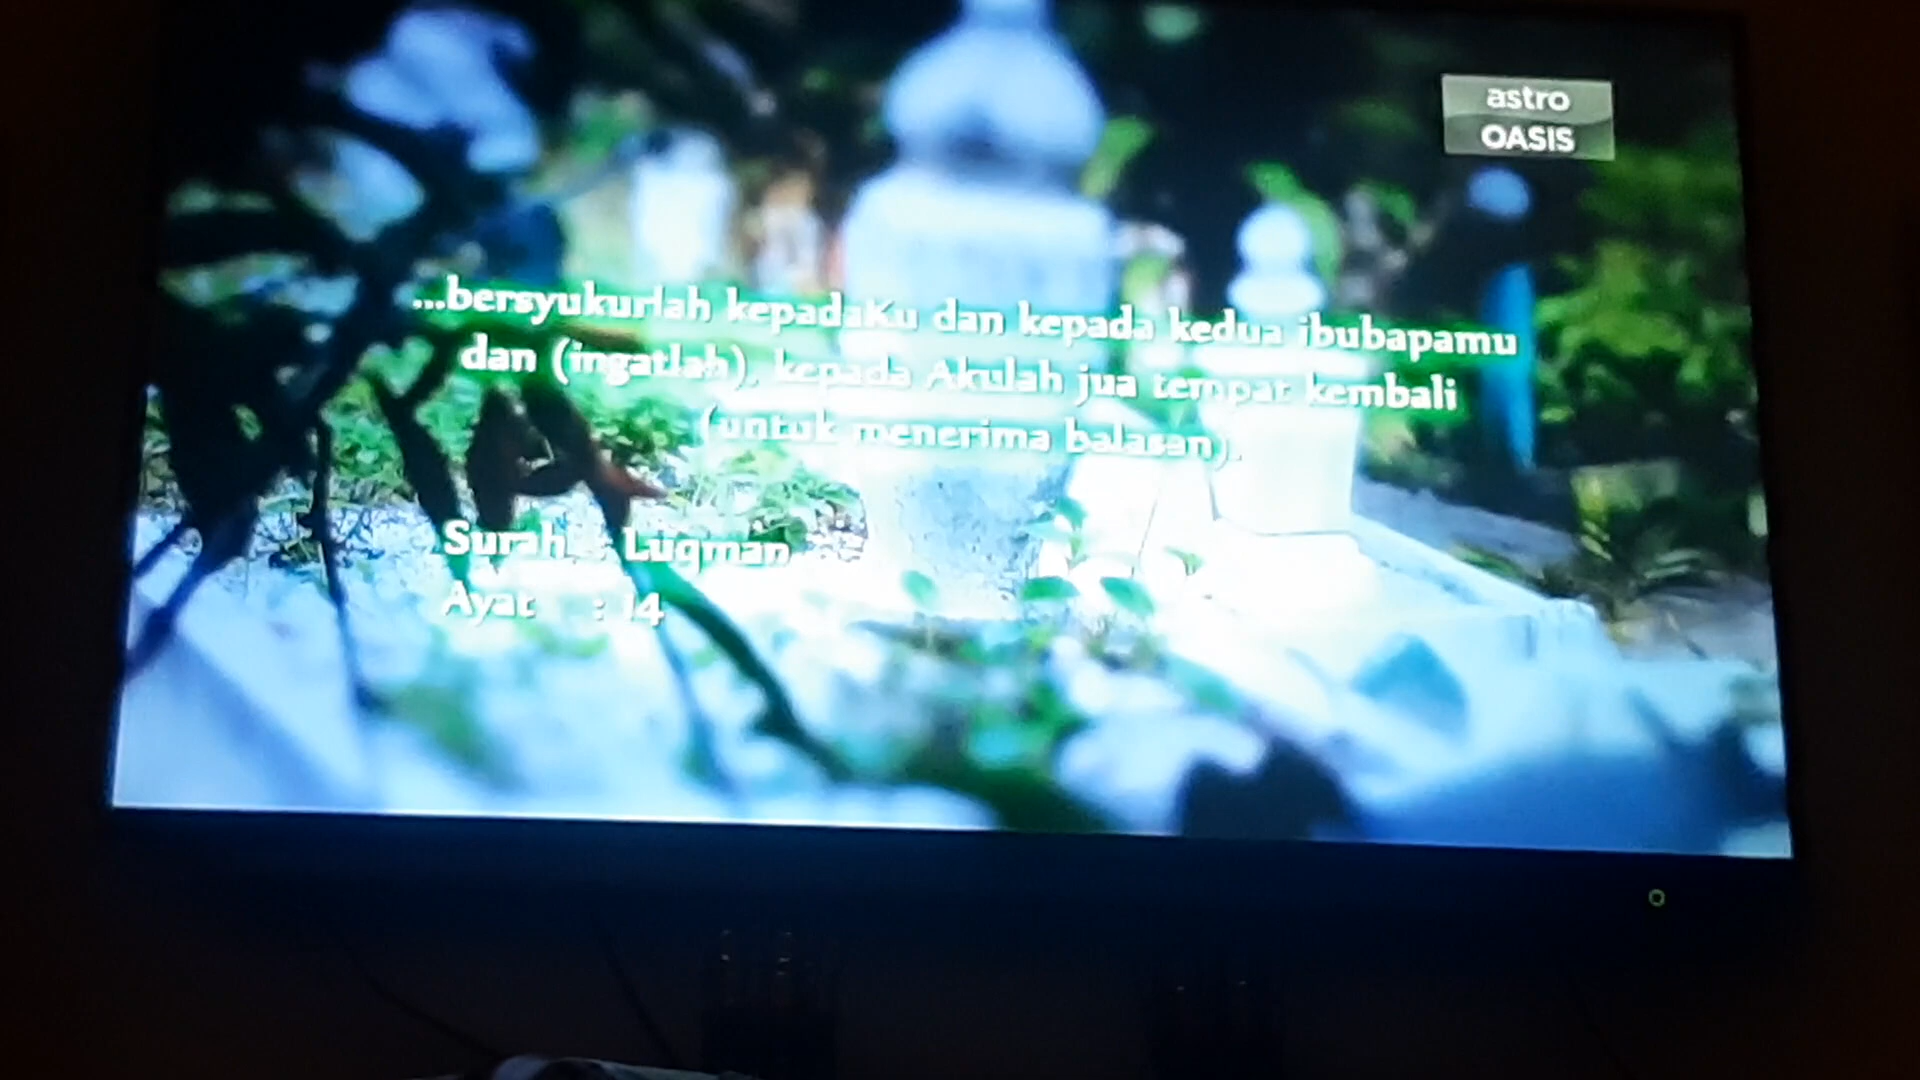 astro
OASIS
...bersyukurlah kepadaKu dan kepada kedua ibubapamu
dan (ingatlah), kepada Akulah jua tempat kembali
(untuk menerima balasan).
Surah : Luqman
Ayat : 14